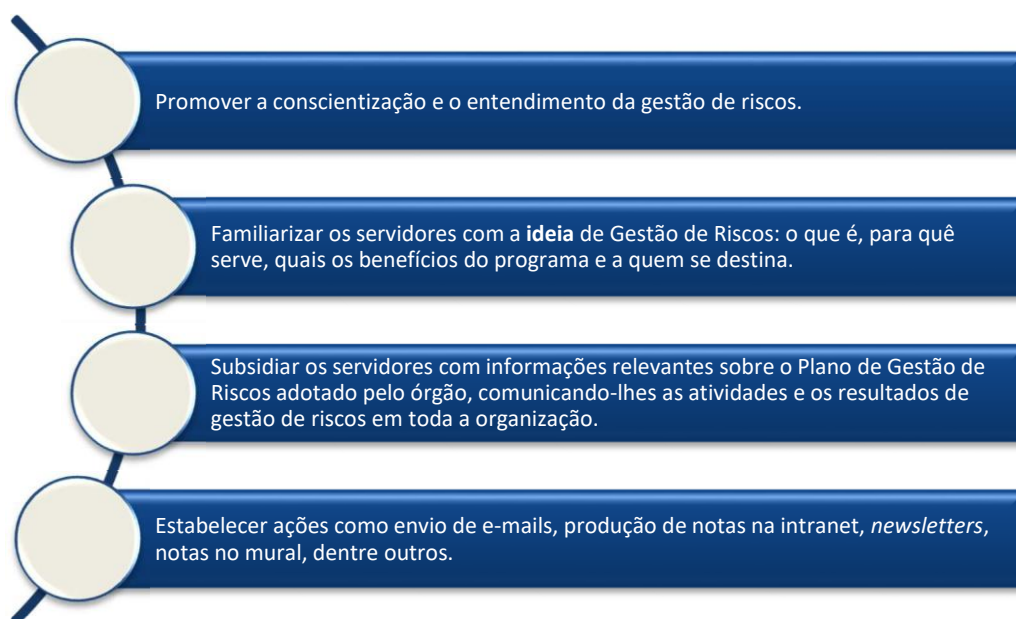 Promover a conscientização e o entendimento da gestão de riscos.
Familiarizar os servidores com a ideia de Gestão de Riscos: o que é, para quê
serve, quais os benefícios do programa e a quem se destina.
Subsidiar os servidores com informações relevantes sobre o Plano de Gestão de
Riscos adotado pelo órgão, comunicando-lhes as atividades e os resultados de
gestão de riscos em toda a organização.
Estabelecer ações como envio de e-mails, produção de notas na intranet, newsletters,
notas no mural, dentre outros.